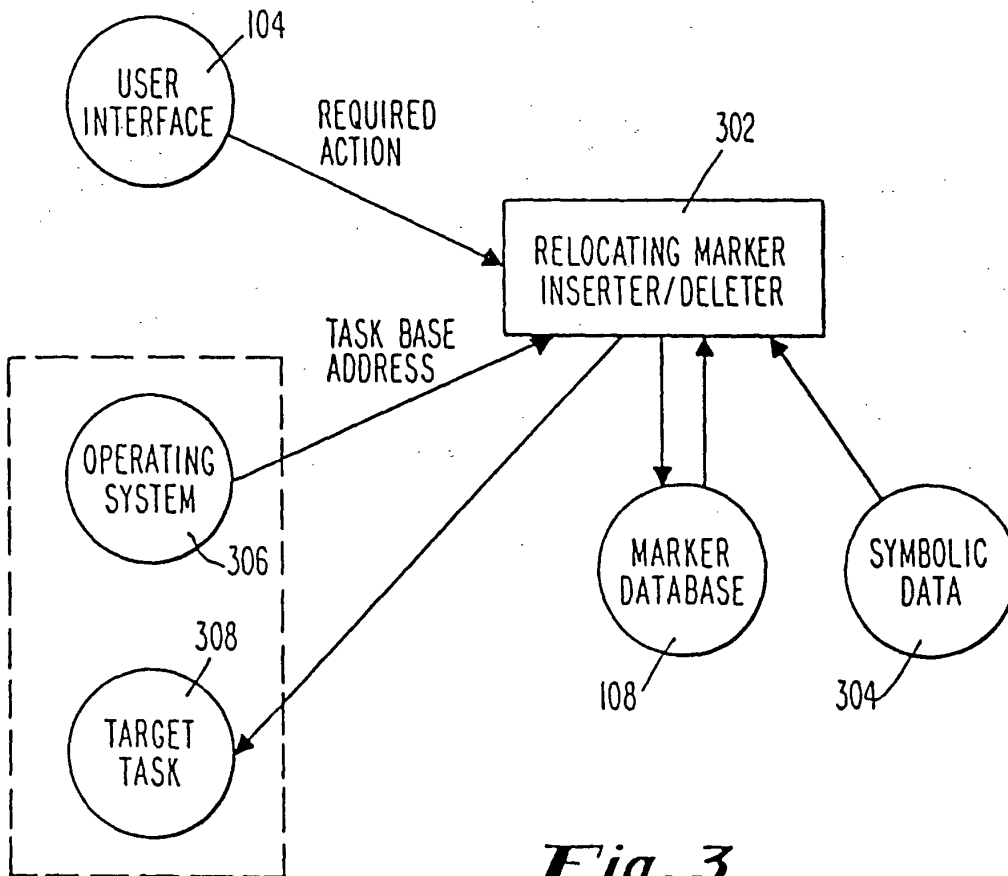 104
USER
INTERFACE
REQUIRED
ACTION
302
RELOCATING MARKER
INSERTER/DELETER
TASK BASE
ADDRESS
OPERATING
SYSTEM
306
MARKER
DATABASE
108
SYMBOLIC
DATA
304
308
TARGET
TASK
Fig. 3